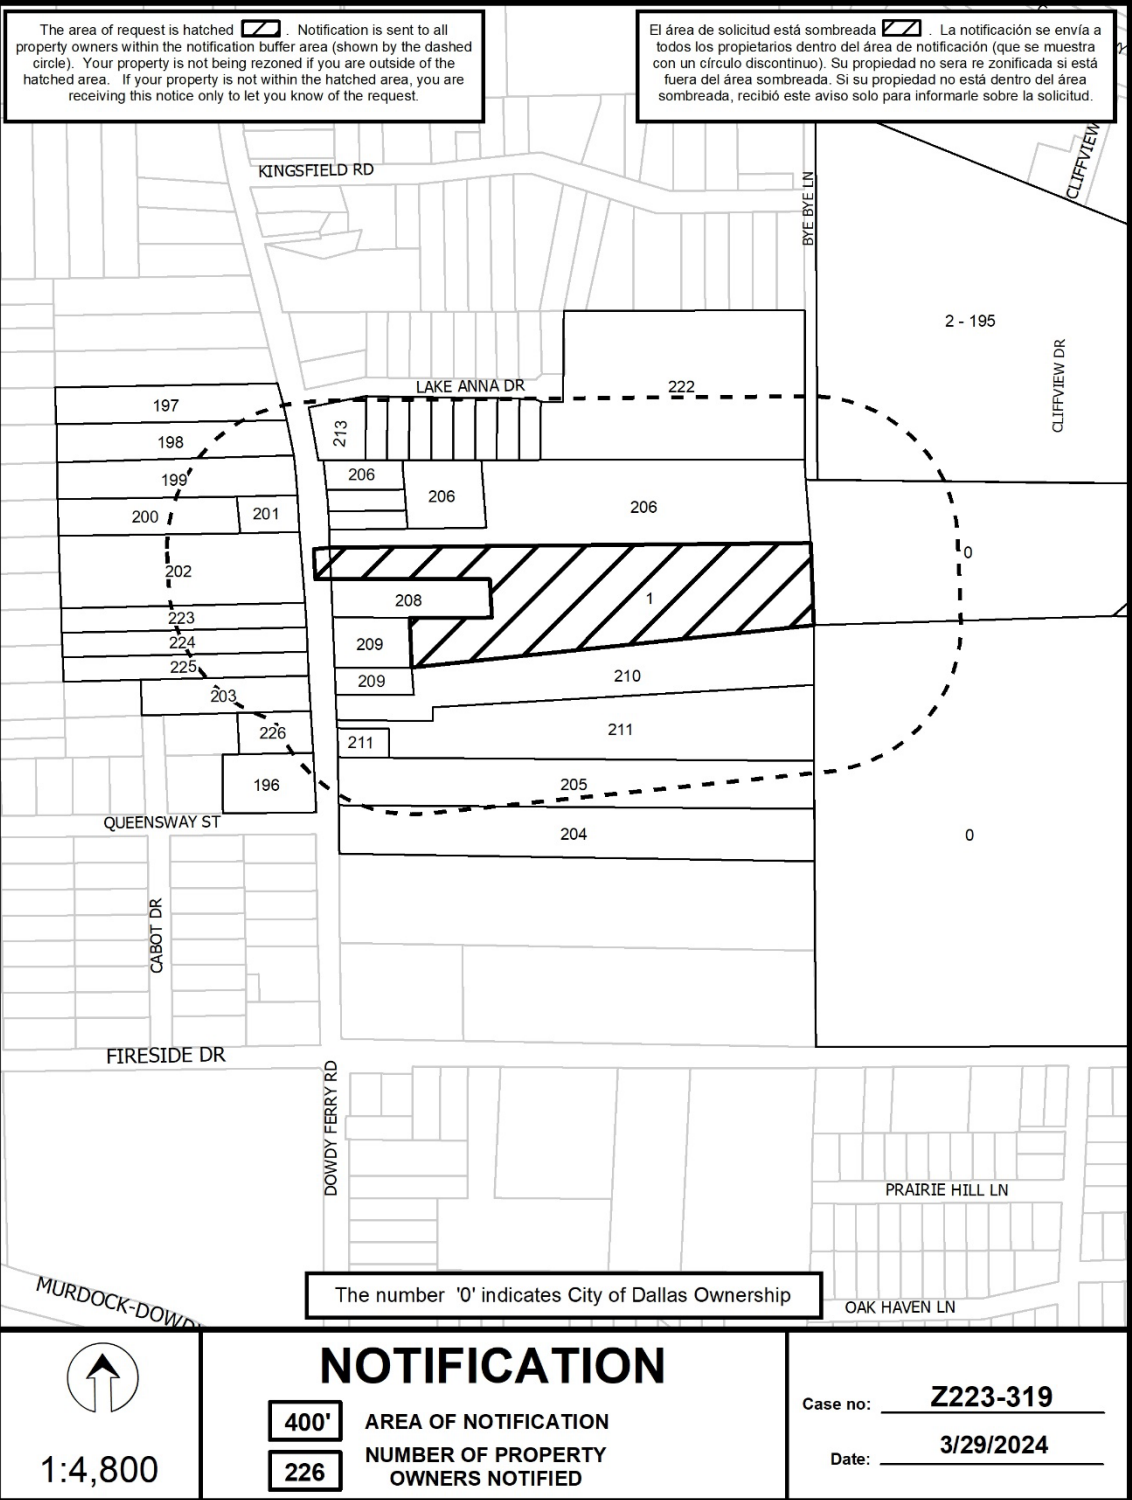 The area of request is hatched . Notification is sent to all
property owners within the notification buffer area (shown by the dashed
circle). Your property is not being rezoned if you are outside of the
hatched area. If your property is not within the hatched area, you are
receiving this notice only to let you know of the request.
El área de solicitud está sombreada . La notificación se envía a
todos los propietarios dentro del área de notificación (que se muestra
con un círculo discontinuo). Su propiedad no sera re zonificada si está
fuera del área sombreada. Si su propiedad no está dentro del área
sombreada, recibió este aviso solo para informarle sobre la solicitud.
CLIFFVIEW
KINGSFIELD RD
BYE BYE LN
2 - 195
CLIFFVIEW DR
LAKE ANNA DR
222
197
198
213
199
206
206
206
200
201
0
202
208
1
223
224
209
225
209
210
203
226
211
211
196
205
QUEENSWAY ST
204
0
CABOT DR
FIRESIDE DR
DOWDY FERRY RD
PRAIRIE HILL LN
MURDOCK-DOWD
The number '0' indicates City of Dallas Ownership
OAK HAVEN LN
NOTIFICATION
400'
AREA OF NOTIFICATION
226
NUMBER OF PROPERTY
OWNERS NOTIFIED
1:4,800
Case no: Z223-319
Date: 3/29/2024